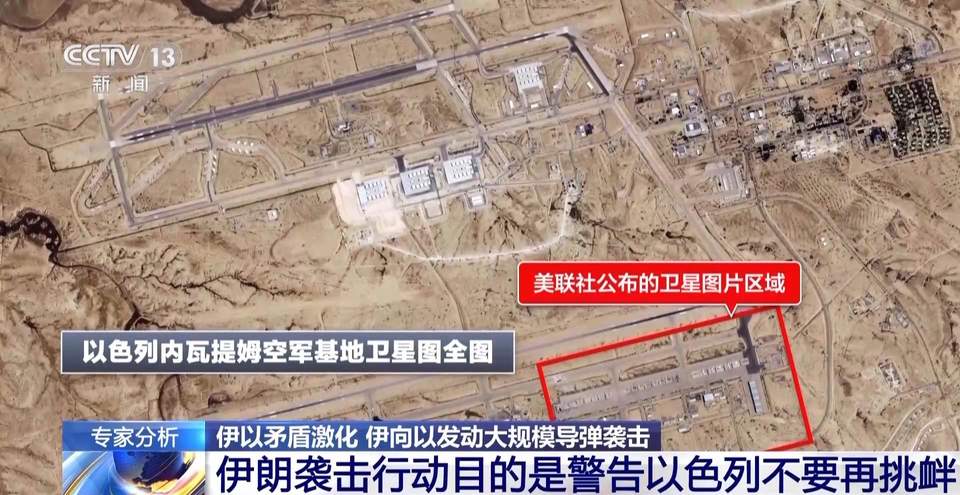 CCTV 13
新闻
美联社公布的卫星图片区域
以色列内瓦提姆空军基地卫星图全图
专家分析
伊以矛盾激化 伊向以发动大规模导弹袭击
伊朗袭击行动目的是警告以色列不要再挑衅